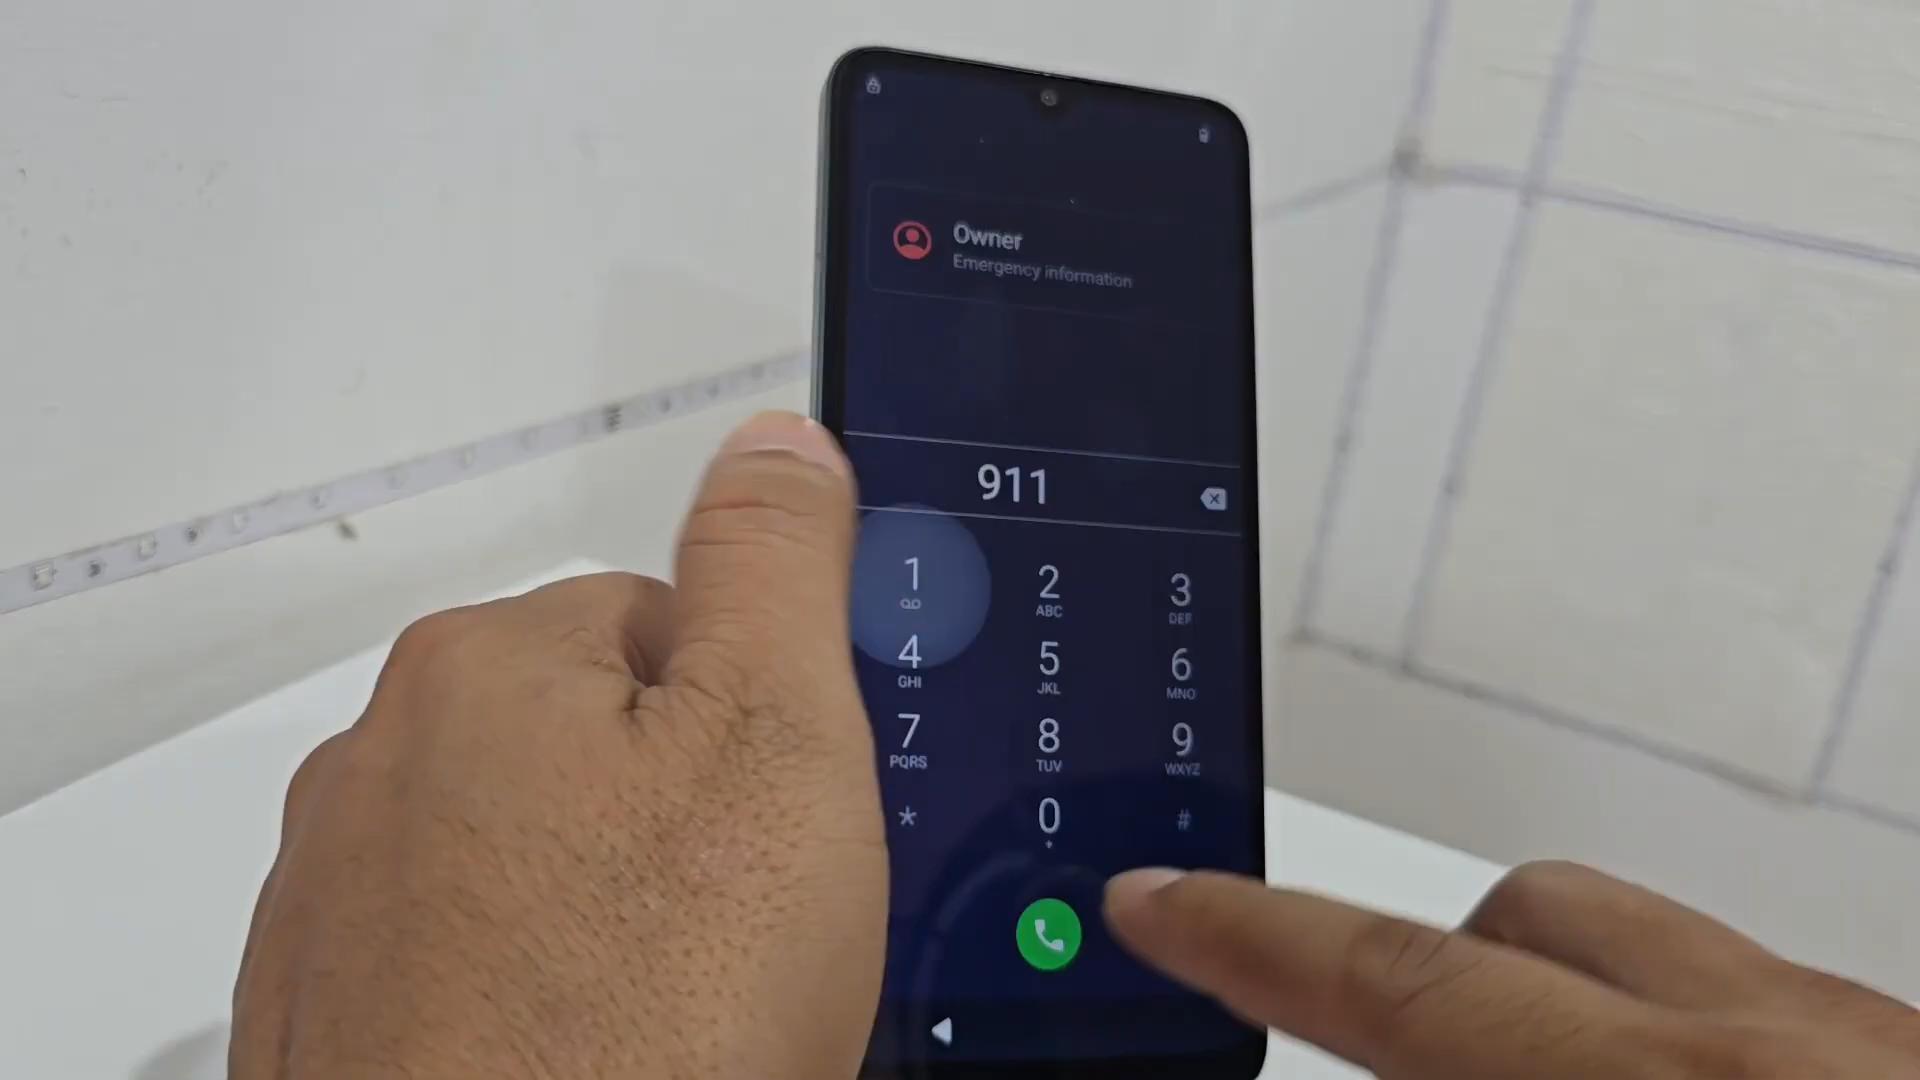 Owner
Emergency information
911
1 2 3
ABC DEF
4 5 6
GHI JKL MNO
7 8 9
PQRS TUV WXYZ
* 0 #
+